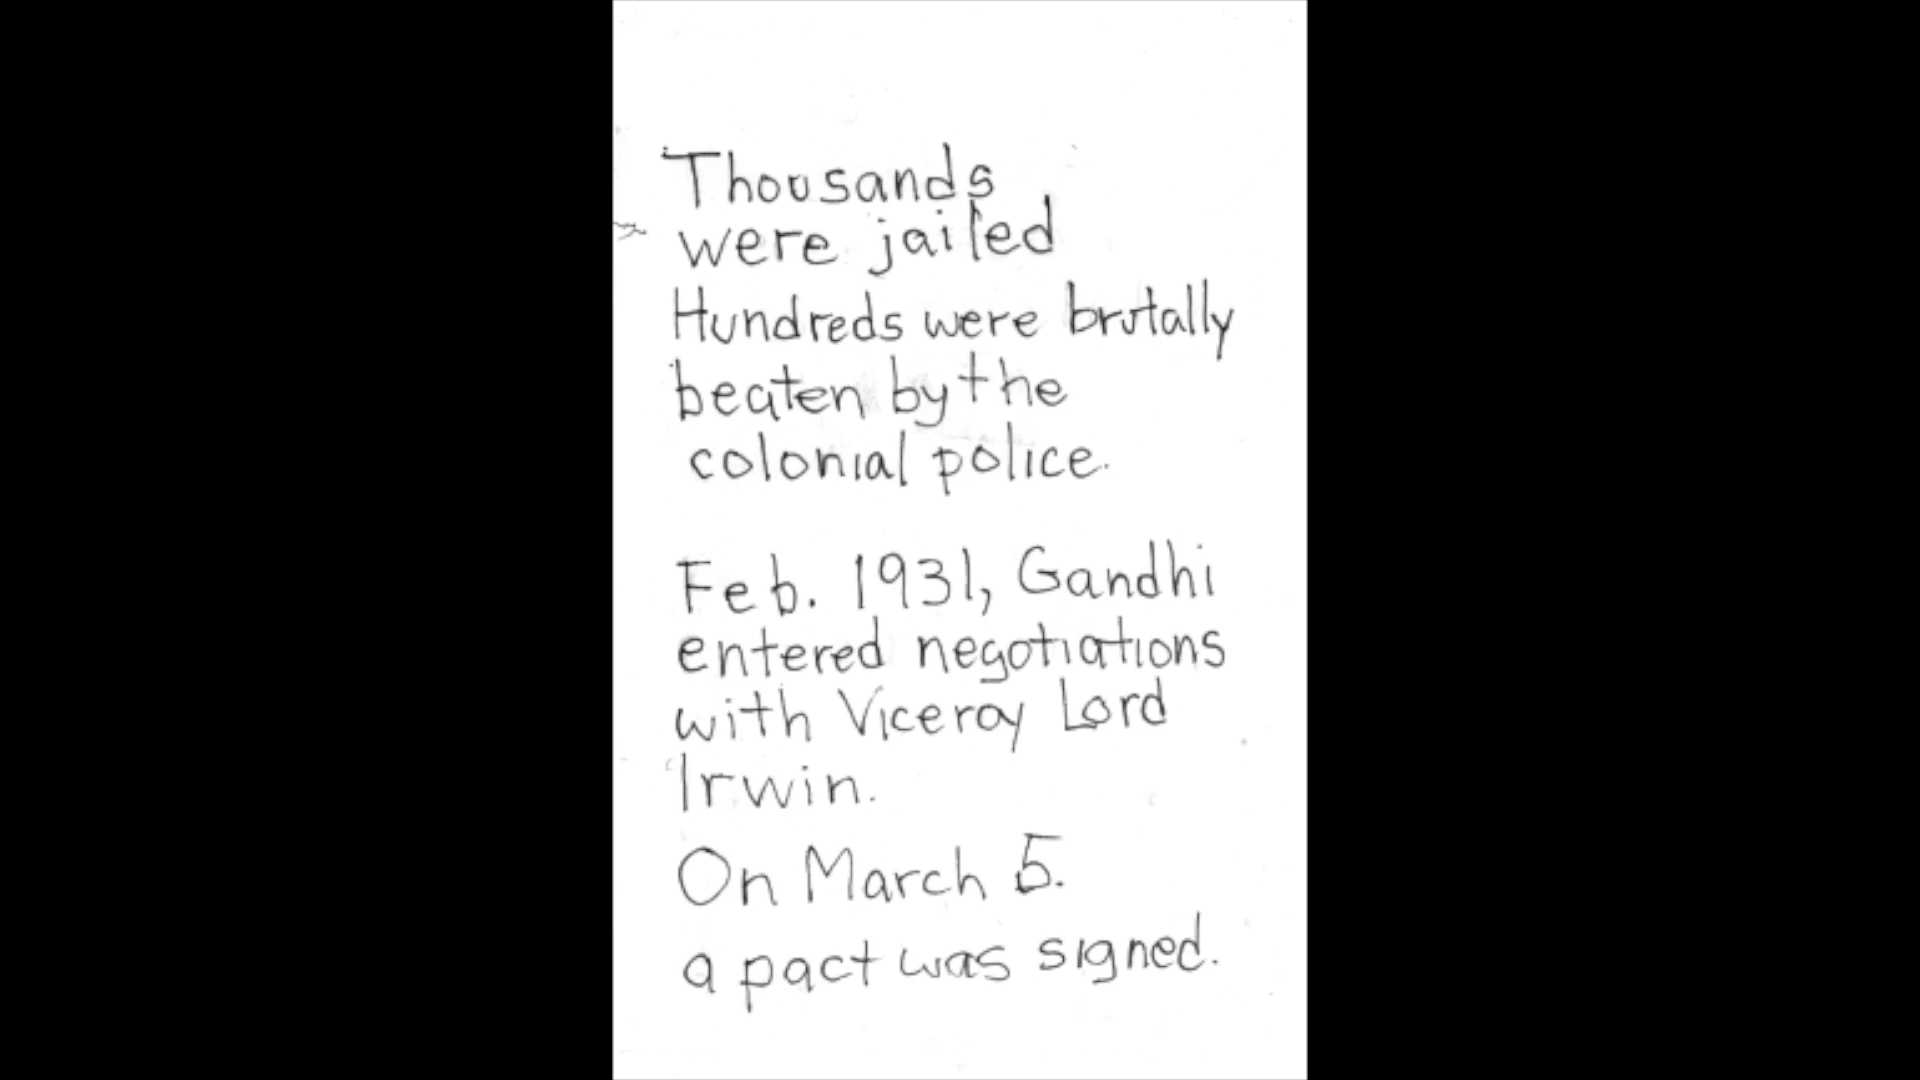 Thousands
were jailed
Hundreds were brutally
beaten by the
colonial police.
Feb. 1931, Gandhi
entered negotiations
with Viceroy Lord
Irwin.
On March 5.
a pact was signed.